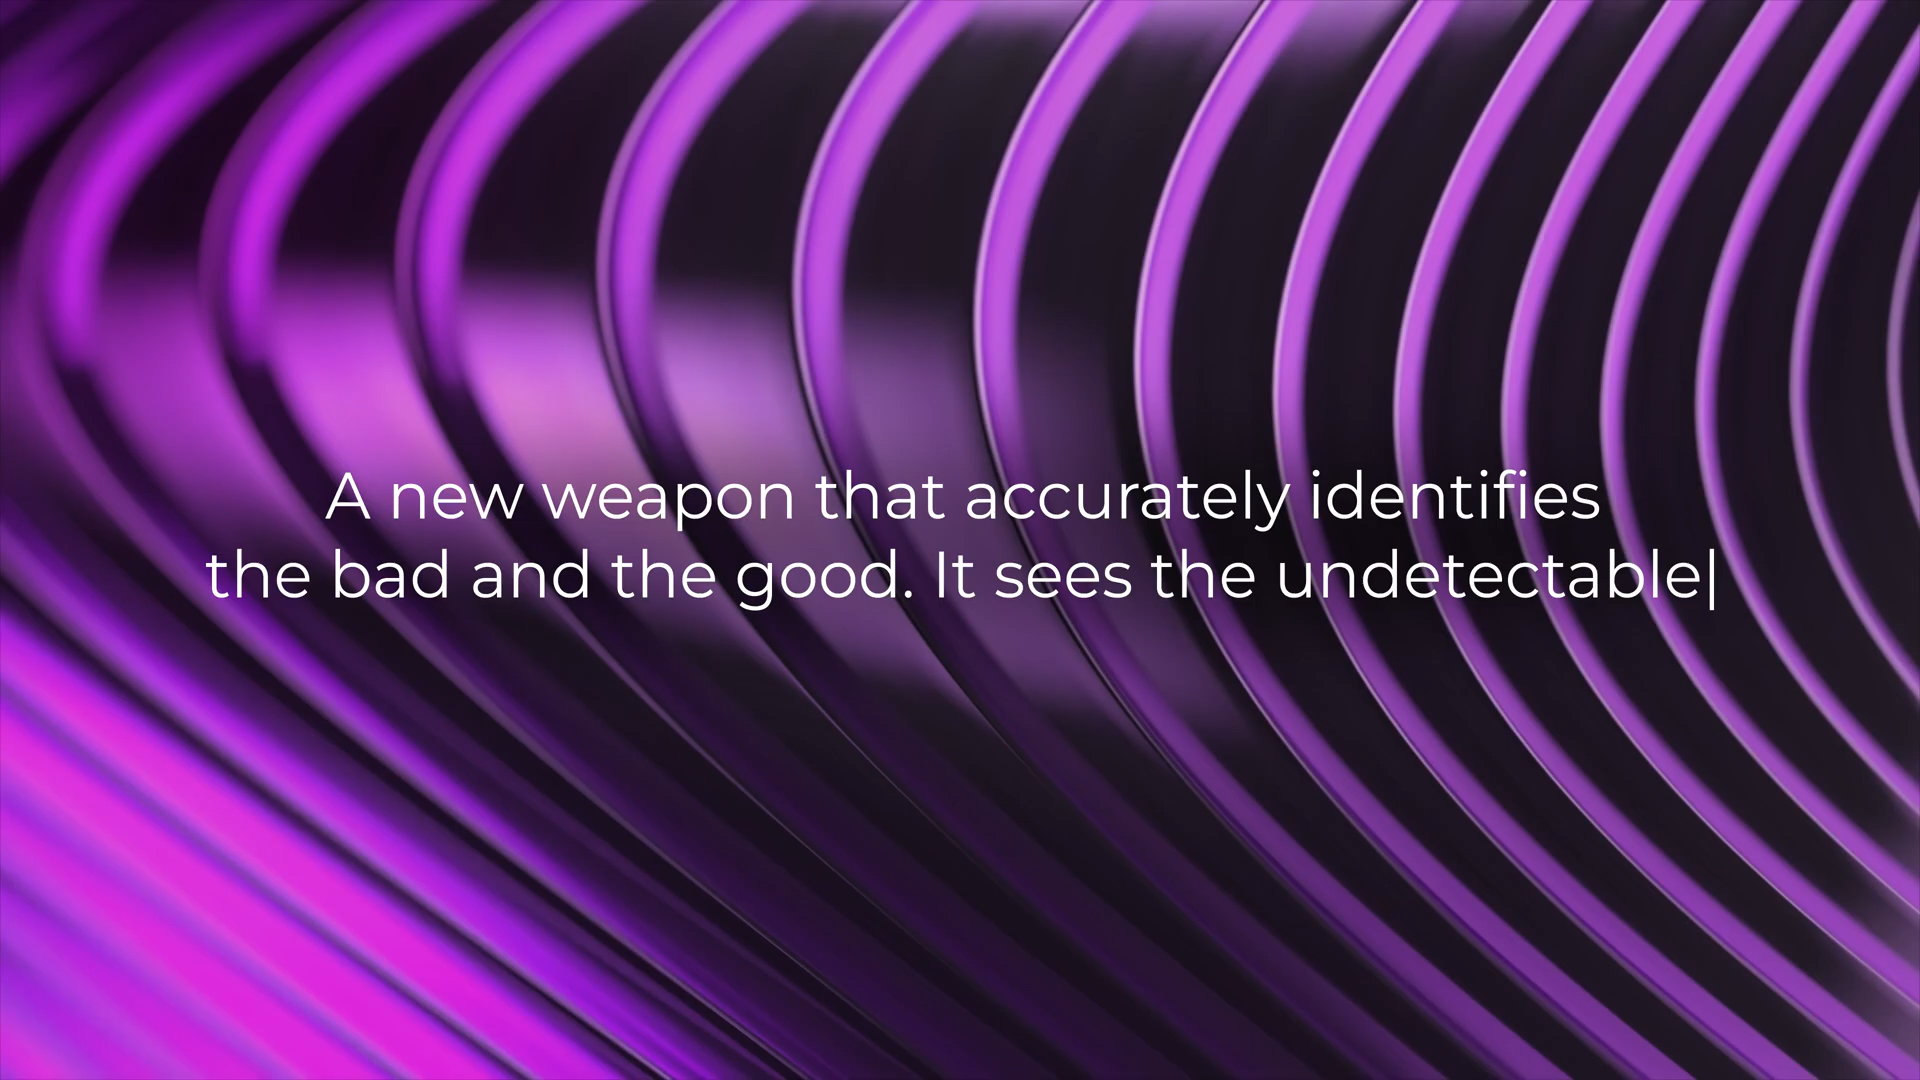 A new weapon that accurately identifies
the bad and the good. It sees the undetectable|